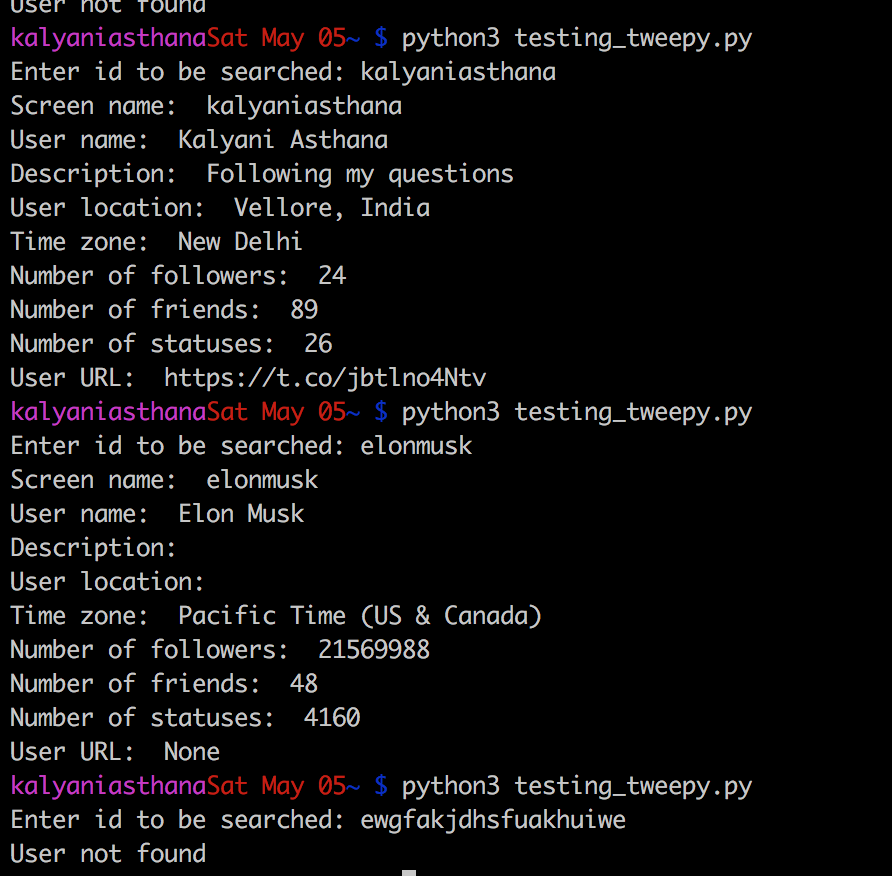 User not found
kalyaniasthanaSat May 05~ $ python3 testing_tweepy.py
Enter id to be searched: kalyaniasthana
Screen name:  kalyaniasthana
User name:  Kalyani Asthana
Description:  Following my questions
User location:  Vellore, India
Time zone:  New Delhi
Number of followers:  24
Number of friends:  89
Number of statuses:  26
User URL:  https://t.co/jbtlno4Ntv
kalyaniasthanaSat May 05~ $ python3 testing_tweepy.py
Enter id to be searched: elonmusk
Screen name:  elonmusk
User name:  Elon Musk
Description:
User location:
Time zone:  Pacific Time (US & Canada)
Number of followers:  21569988
Number of friends:  48
Number of statuses:  4160
User URL:  None
kalyaniasthanaSat May 05~ $ python3 testing_tweepy.py
Enter id to be searched: ewgfakjdhsfuakhuiwe
User not found